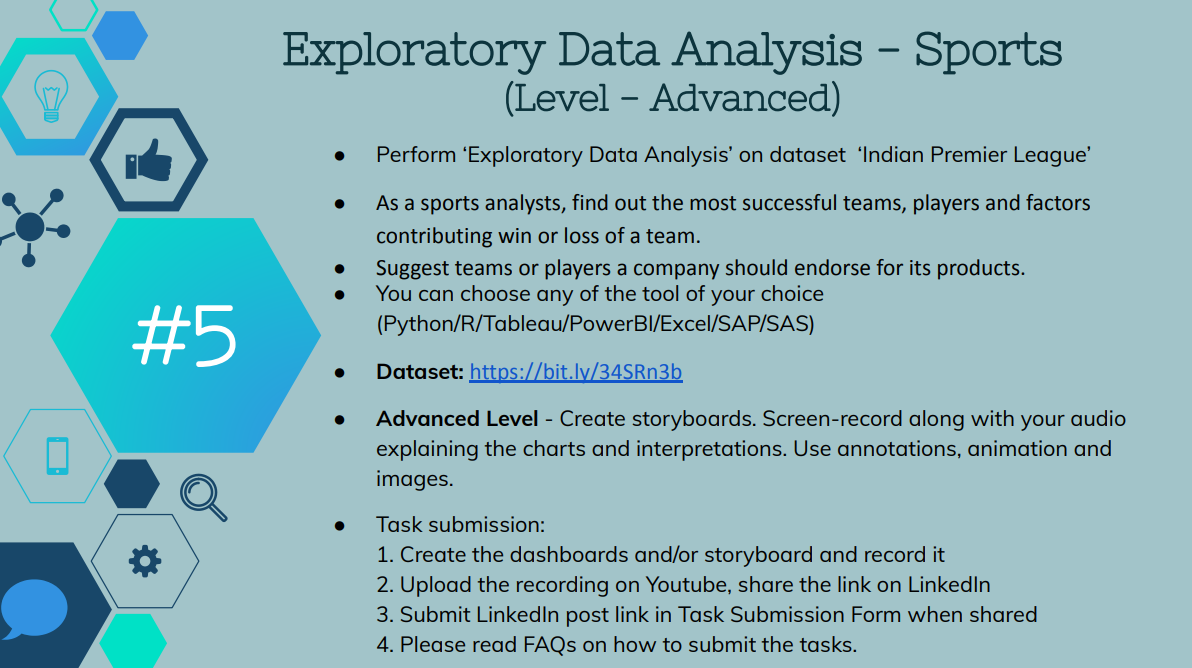 Exploratory Data Analysis – Sports
(Level – Advanced)
● Perform ‘Exploratory Data Analysis’ on dataset ‘Indian Premier League’
● As a sports analysts, find out the most successful teams, players and factors
contributing win or loss of a team.
● Suggest teams or players a company should endorse for its products.
● You can choose any of the tool of your choice
(Python/R/Tableau/PowerBI/Excel/SAP/SAS)
#5
● Dataset: https://bit.ly/34SRn3b
● Advanced Level - Create storyboards. Screen-record along with your audio
explaining the charts and interpretations. Use annotations, animation and
images.
● Task submission:
1. Create the dashboards and/or storyboard and record it
2. Upload the recording on Youtube, share the link on LinkedIn
3. Submit LinkedIn post link in Task Submission Form when shared
4. Please read FAQs on how to submit the tasks.